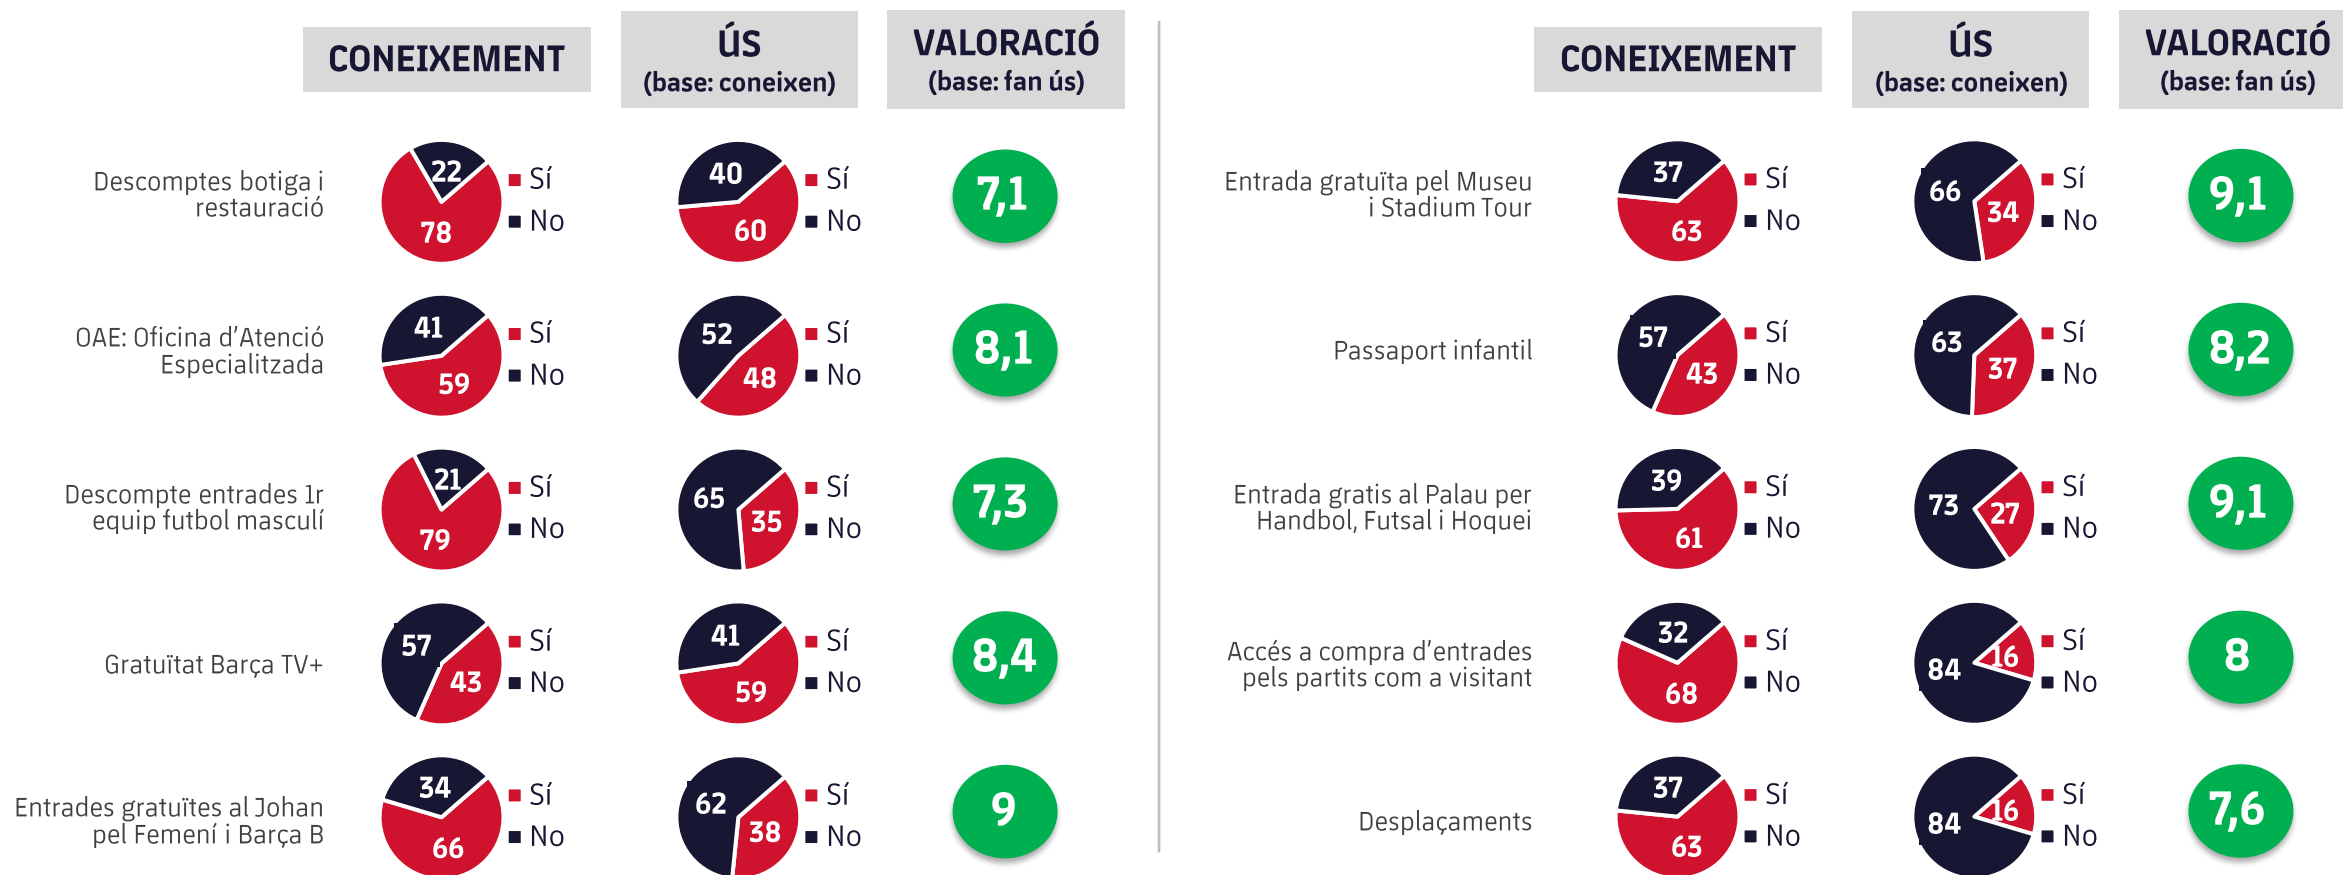 CONEIXEMENT
ÚS
(base: coneixen)
VALORACIÓ
(base: fan ús)
Descomptes botiga i
restauració
22
78
Sí
No
40
60
Sí
No
7,1
OAE: Oficina d'Atenció
Especialitzada
41
59
Sí
No
52
48
Sí
No
8,1
Descompte entrades 1r
equip futbol masculí
21
79
Sí
No
65
35
Sí
No
7,3
Gratuïtat Barça TV+
57
43
Sí
No
41
59
Sí
No
8,4
Entrades gratuïtes al Johan
pel Femení i Barça B
34
66
Sí
No
62
38
Sí
No
9
CONEIXEMENT
ÚS
(base: coneixen)
VALORACIÓ
(base: fan ús)
Entrada gratuïta pel Museu
i Stadium Tour
37
63
Sí
No
66
34
Sí
No
9,1
Passaport infantil
57
43
Sí
No
63
37
Sí
No
8,2
Entrada gratis al Palau per
Handbol, Futsal i Hoquei
39
61
Sí
No
73
27
Sí
No
9,1
Accés a compra d'entrades
pels partits com a visitant
32
68
Sí
No
84
16
Sí
No
8
Desplaçaments
37
63
Sí
No
84
16
Sí
No
7,6